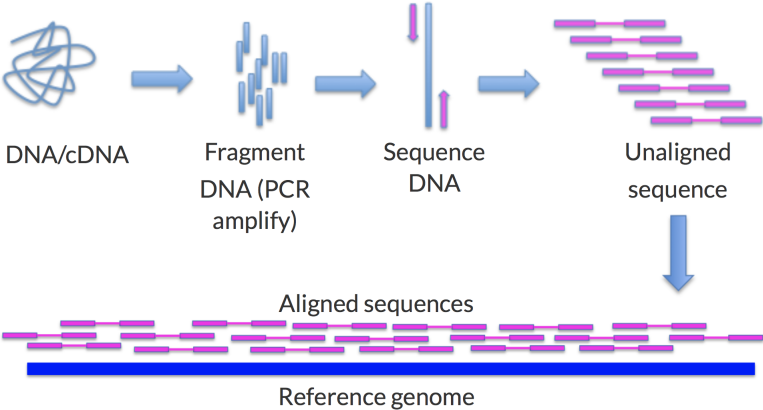 DNA/cDNA
Fragment
DNA (PCR
amplify)
Sequence
DNA
Unaligned
sequence
Aligned sequences
Reference genome